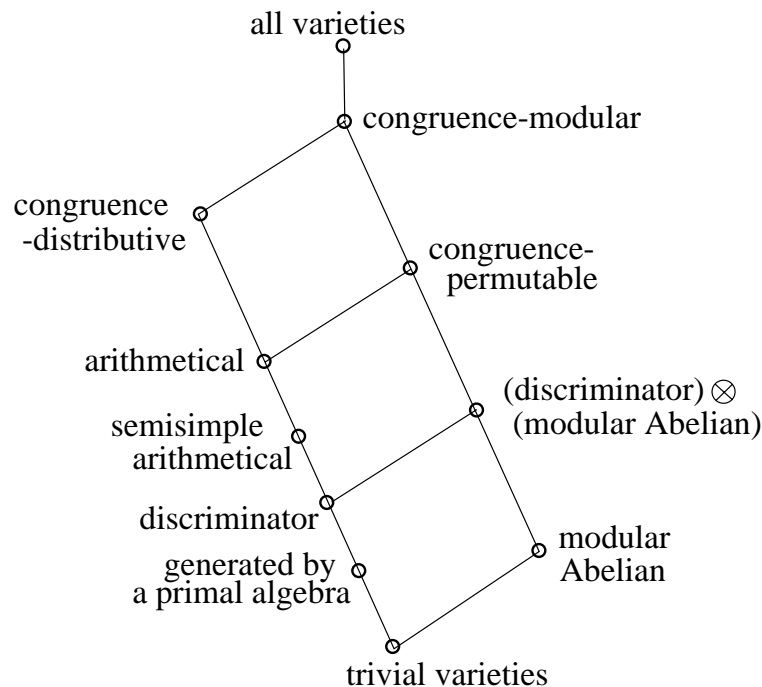 all varieties
congruence-modular
congruence
-distributive
congruence-
permutable
arithmetical
(discriminator) ⊗
(modular Abelian)
semisimple
arithmetical
discriminator
modular
Abelian
generated by
a primal algebra
trivial varieties